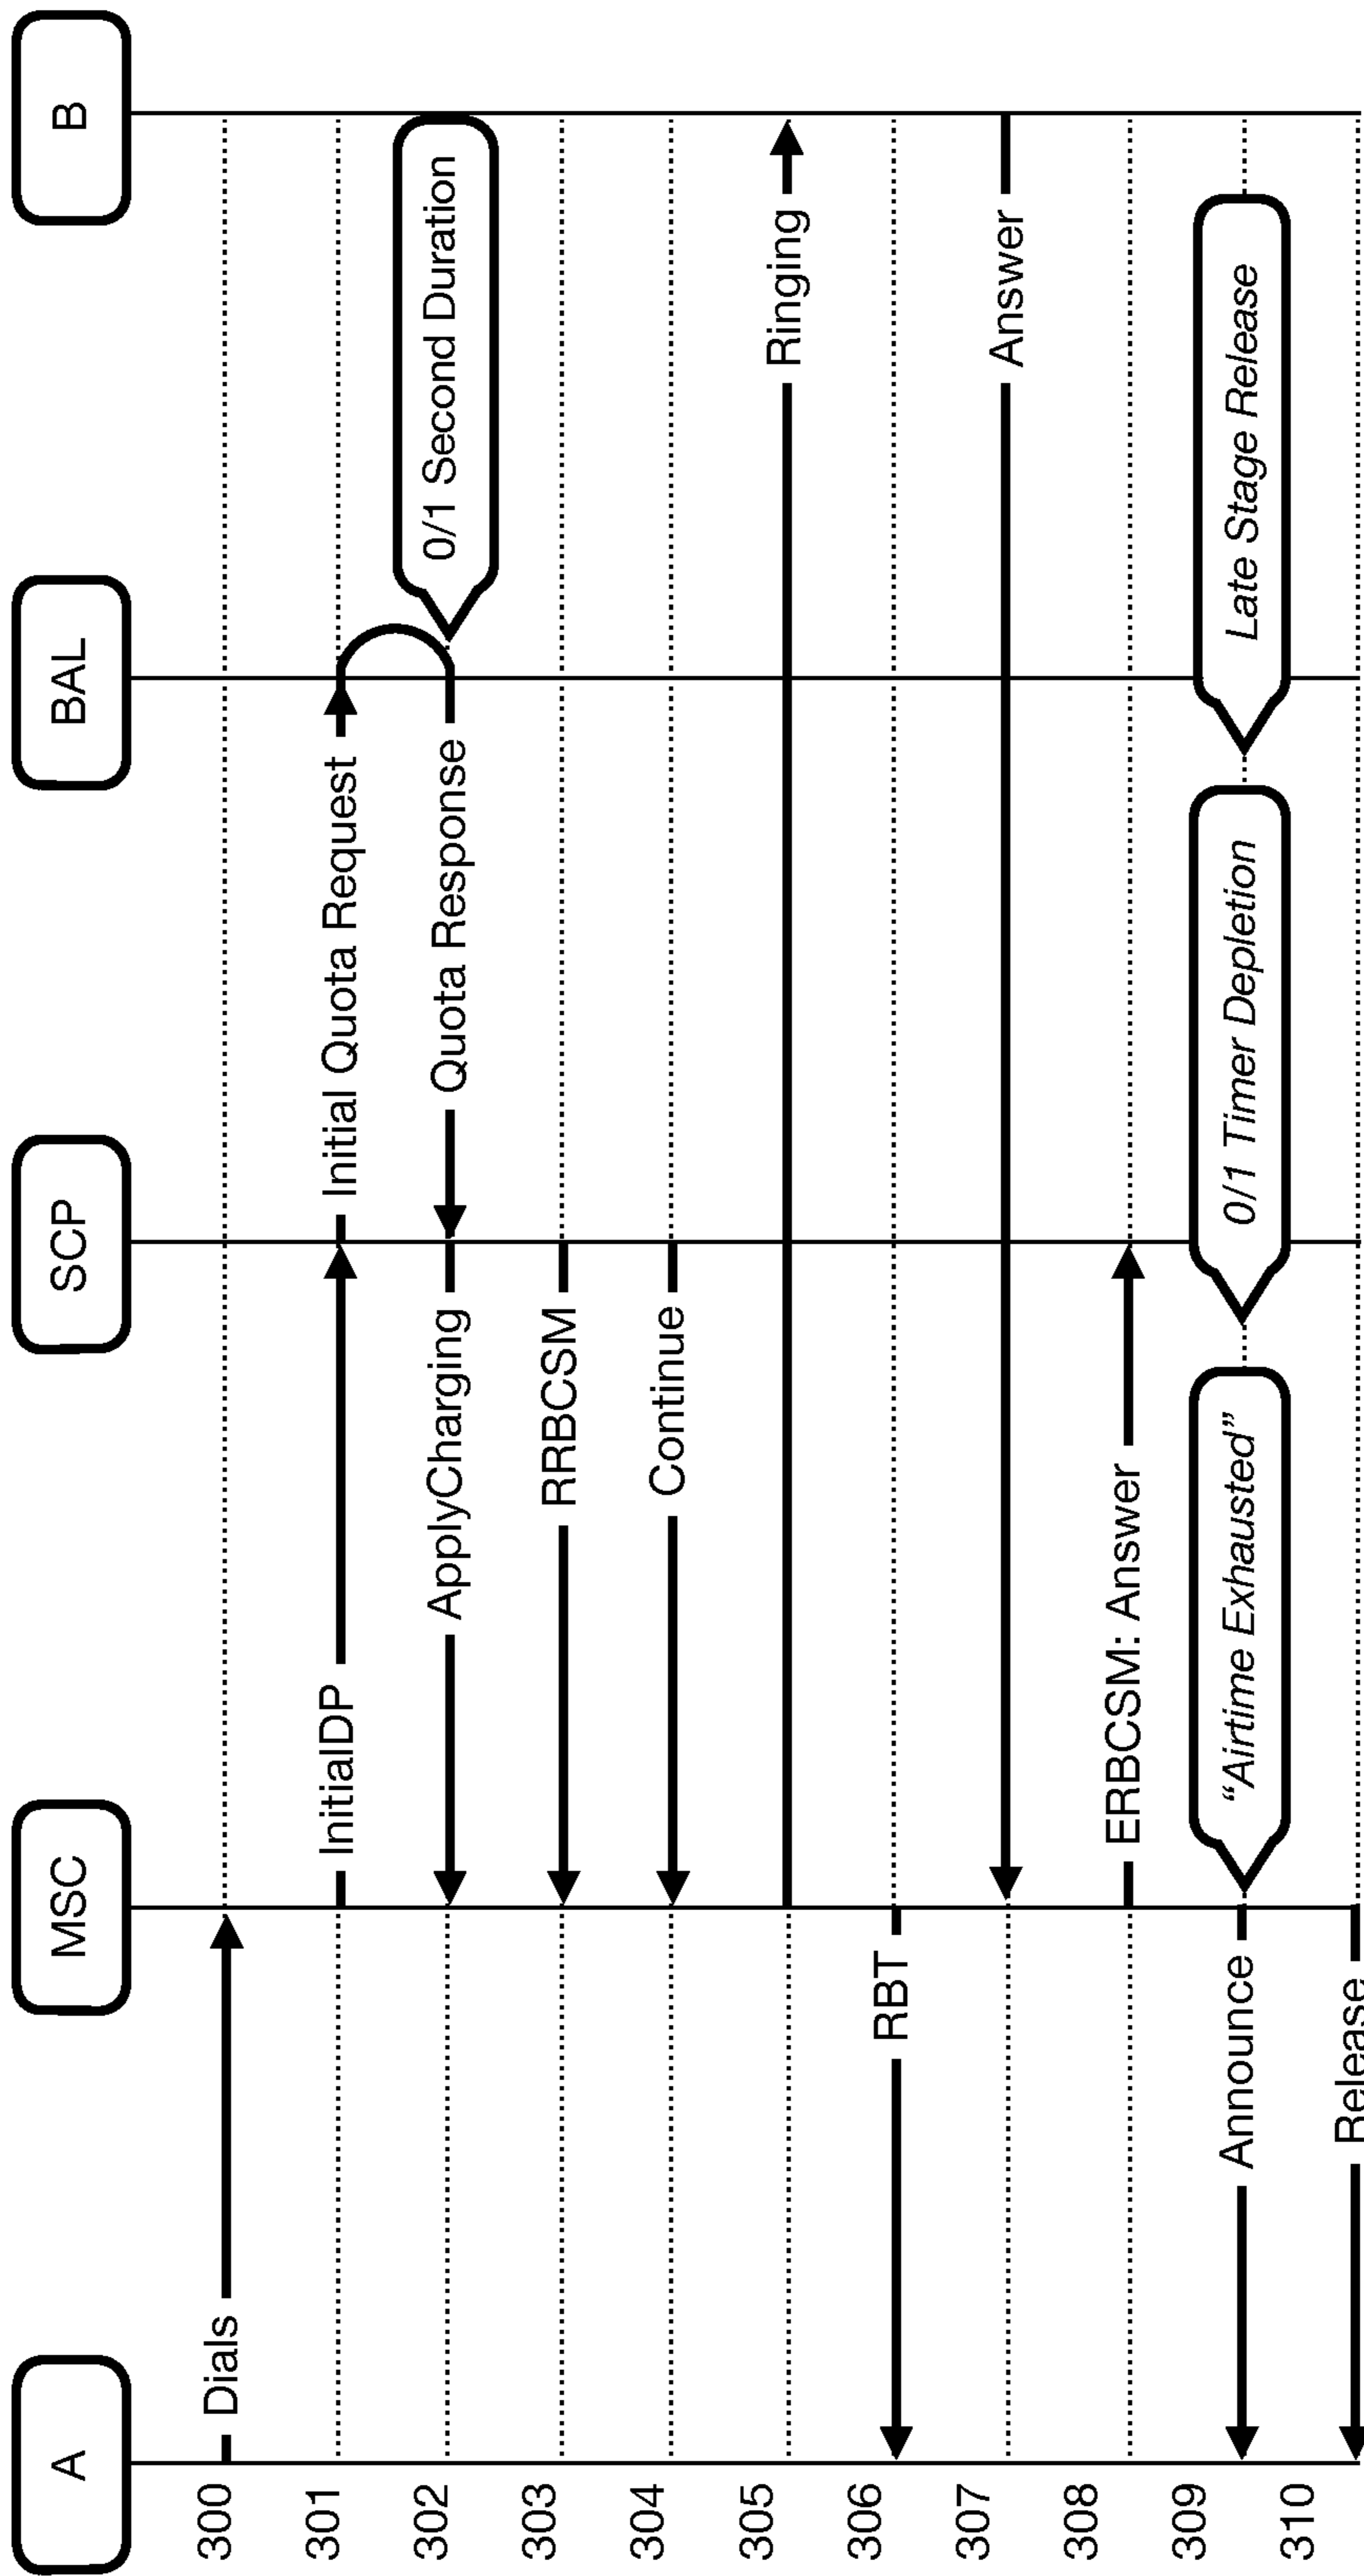 A
MSC
SCP
BAL
B
300
Dials
301
InitialDP
Initial Quota Request
302
ApplyCharging
Quota Response
0/1 Second Duration
303
RRBCSM
304
Continue
305
Ringing
306
RBT
307
Answer
308
ERBCSM: Answer
309
Announce
“Airtime Exhausted”
0/1 Timer Depletion
Late Stage Release
310
Release